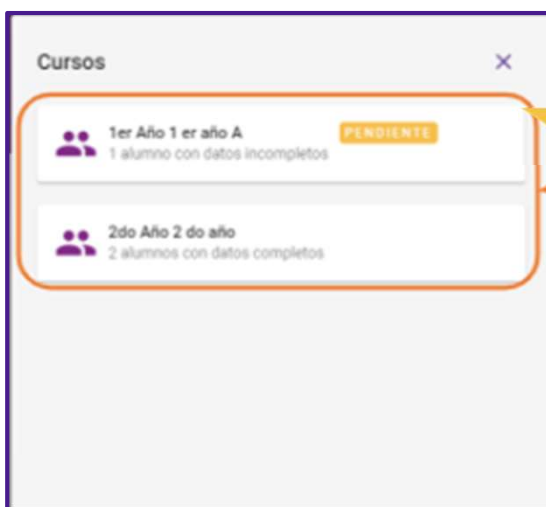 Cursos
1er Año 1 er año A PENDIENTE
1 alumno con datos incompletos
2do Año 2 do año
2 alumnos con datos completos